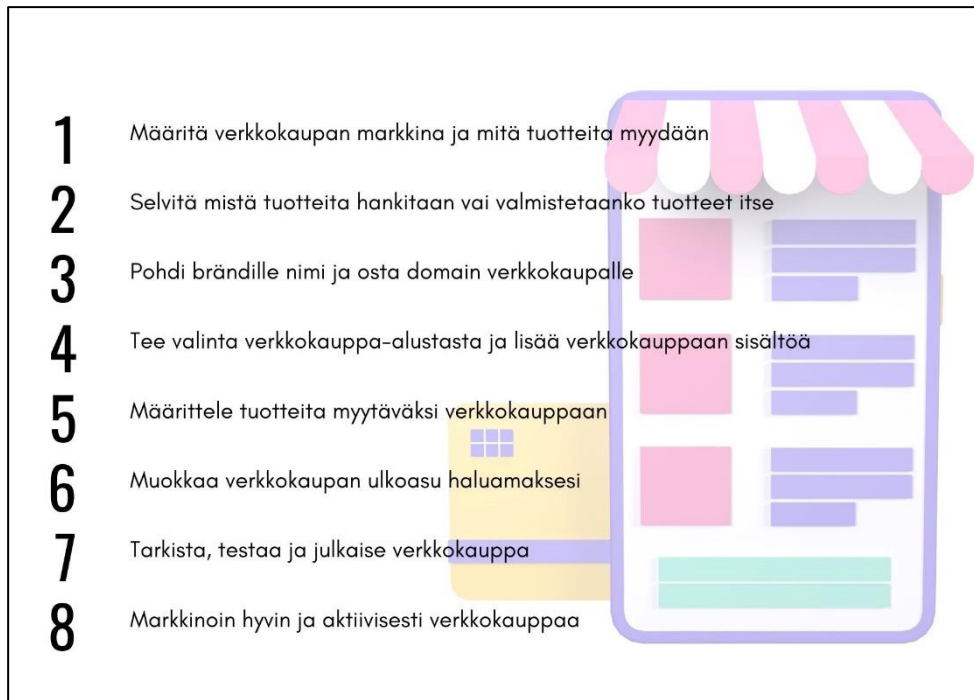 1 Määritä verkkokaupan markkina ja mitä tuotteita myydään
2 Selvitä mistä tuotteita hankitaan vai valmistetaanko tuotteet itse
3 Pohdi brändille nimi ja osta domain verkkokaupalle
4 Tee valinta verkkokauppa-alustasta ja lisää verkkokauppaan sisältöä
5 Määrittele tuotteita myytäväksi verkkokauppaan
6 Muokkaa verkkokaupan ulkoasu haluamaksesi
7 Tarkista, testaa ja julkaise verkkokauppa
8 Markkinoin hyvin ja aktiivisesti verkkokauppaa